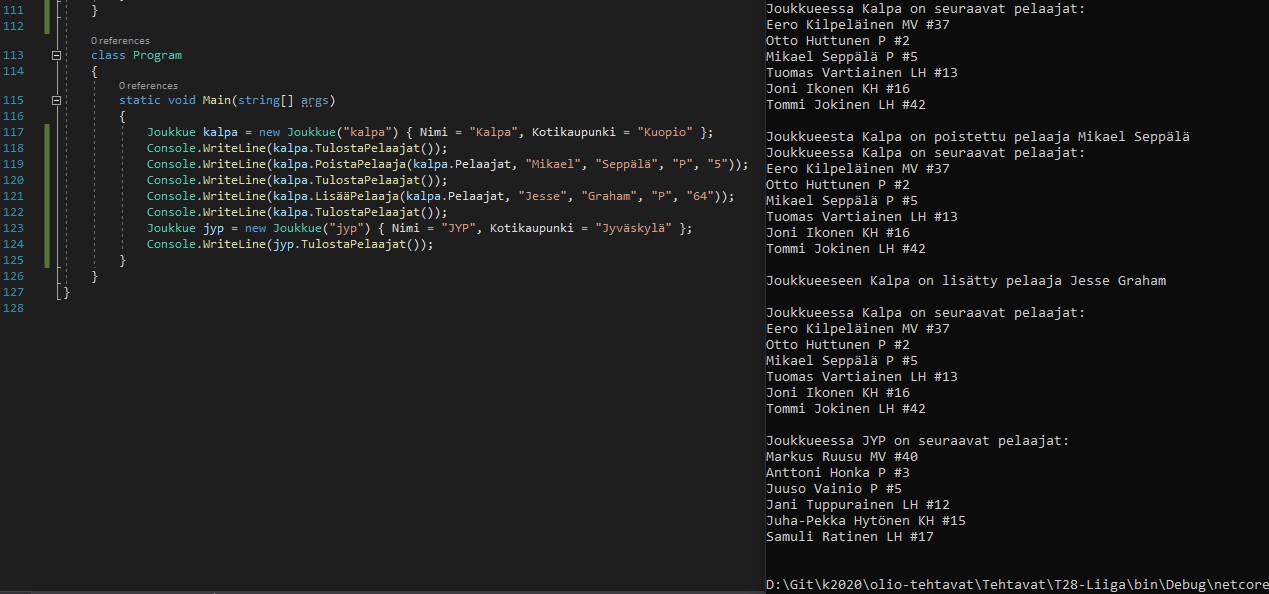 111 }
112
0 references
113 class Program
114 {
0 references
115 static void Main(string[] args)
116 {
117 Joukkue kalpa = new Joukkue("kalpa") { Nimi = "Kalpa", Kotikaupunki = "Kuopio" };
118 Console.WriteLine(kalpa.TulostaPelaajat());
119 Console.WriteLine(kalpa.PoistaPelaaja(kalpa.Pelaajat, "Mikael", "Seppälä", "P", "5"));
120 Console.WriteLine(kalpa.TulostaPelaajat());
121 Console.WriteLine(kalpa.LisääPelaaja(kalpa.Pelaajat, "Jesse", "Graham", "P", "64"));
122 Console.WriteLine(kalpa.TulostaPelaajat());
123 Joukkue jyp = new Joukkue("jyp") { Nimi = "JYP", Kotikaupunki = "Jyväskylä" };
124 Console.WriteLine(jyp.TulostaPelaajat());
125 }
126 }
127 }
128
Joukkueessa Kalpa on seuraavat pelaajat:
Eero Kilpeläinen MV #37
Otto Huttunen P #2
Mikael Seppälä P #5
Tuomas Vartiainen LH #13
Joni Ikonen KH #16
Tommi Jokinen LH #42
Joukkueesta Kalpa on poistettu pelaaja Mikael Seppälä
Joukkueessa Kalpa on seuraavat pelaajat:
Eero Kilpeläinen MV #37
Otto Huttunen P #2
Mikael Seppälä P #5
Tuomas Vartiainen LH #13
Joni Ikonen KH #16
Tommi Jokinen LH #42
Joukkueeseen Kalpa on lisätty pelaaja Jesse Graham
Joukkueessa Kalpa on seuraavat pelaajat:
Eero Kilpeläinen MV #37
Otto Huttunen P #2
Mikael Seppälä P #5
Tuomas Vartiainen LH #13
Joni Ikonen KH #16
Tommi Jokinen LH #42
Joukkueessa JYP on seuraavat pelaajat:
Markus Ruusu MV #40
Anttoni Honka P #3
Juuso Vainio P #5
Jani Tuppurainen LH #12
Juha-Pekka Hytönen KH #15
Samuli Ratinen LH #17
D:\Git\k2020\olio-tehtavat\Tehtavat\T28-Liiga\bin\Debug\netcore